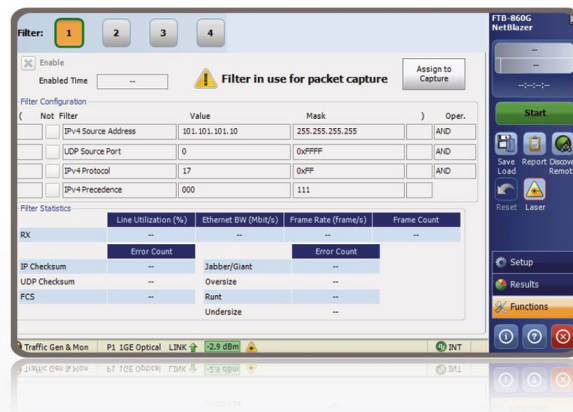 Filter: 1 2 3 4
FTB-860G
NetBlazer
Enable
Enabled Time --
Filter in use for packet capture
Assign to
Capture
--
--
--:--:--
Start
Filter Configuration
( Not Filter Value Mask ) Oper.
IPv4 Source Address 101.101.101.10 255.255.255.255 AND
UDP Source Port 0 0xFFFF AND
IPv4 Protocol 17 0xFF AND
IPv4 Precedence 000 111
Save
Load
Report
Discover
Remote
Reset Laser
Filter Statistics
Line Utilization (%) Ethernet BW (Mbit/s) Frame Rate (frame/s) Frame Count
RX -- -- -- --
Error Count Error Count
IP Checksum -- Jabber/Giant --
UDP Checksum -- Oversize --
FCS -- Runt --
Undersize --
Setup
Results
Functions
Traffic Gen & Mon P1 1GE Optical LINK -2.9 dBm INT